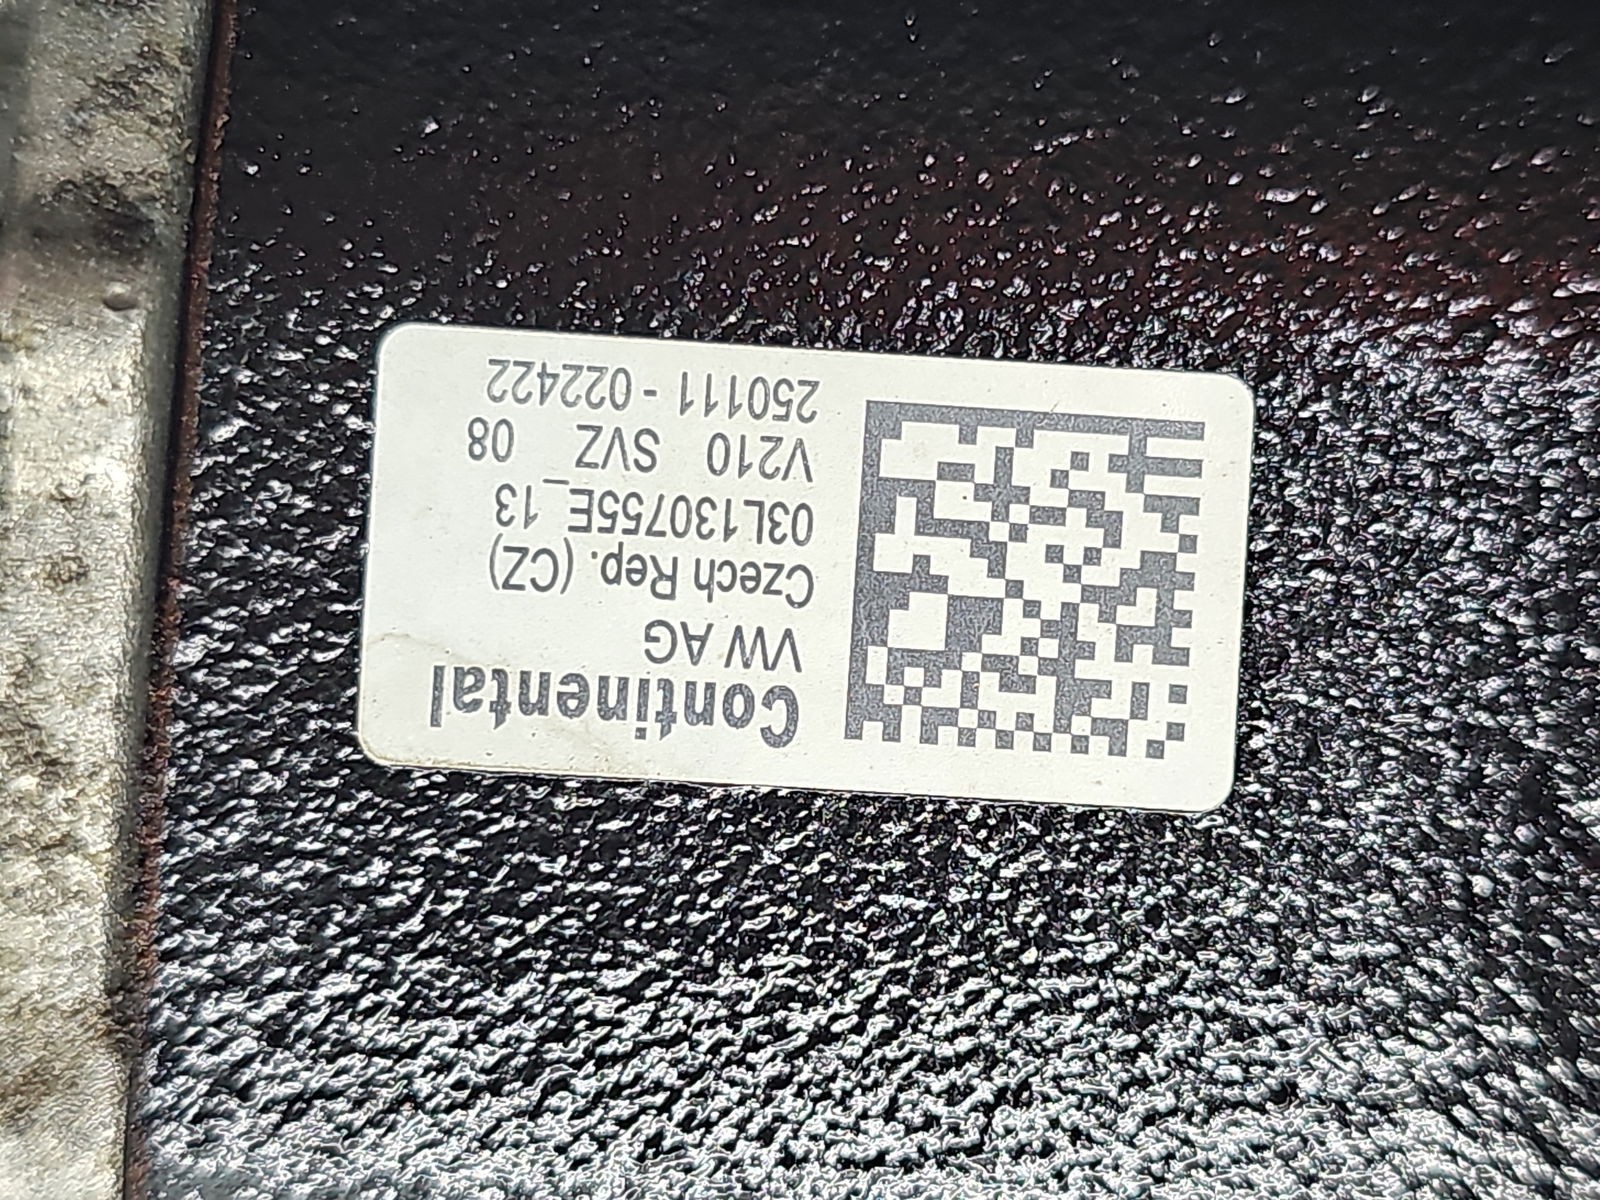 Continental
VW AG
Czech Rep. (CZ)
03L130755E_13
V210 SVZ 08
250111 - 022422